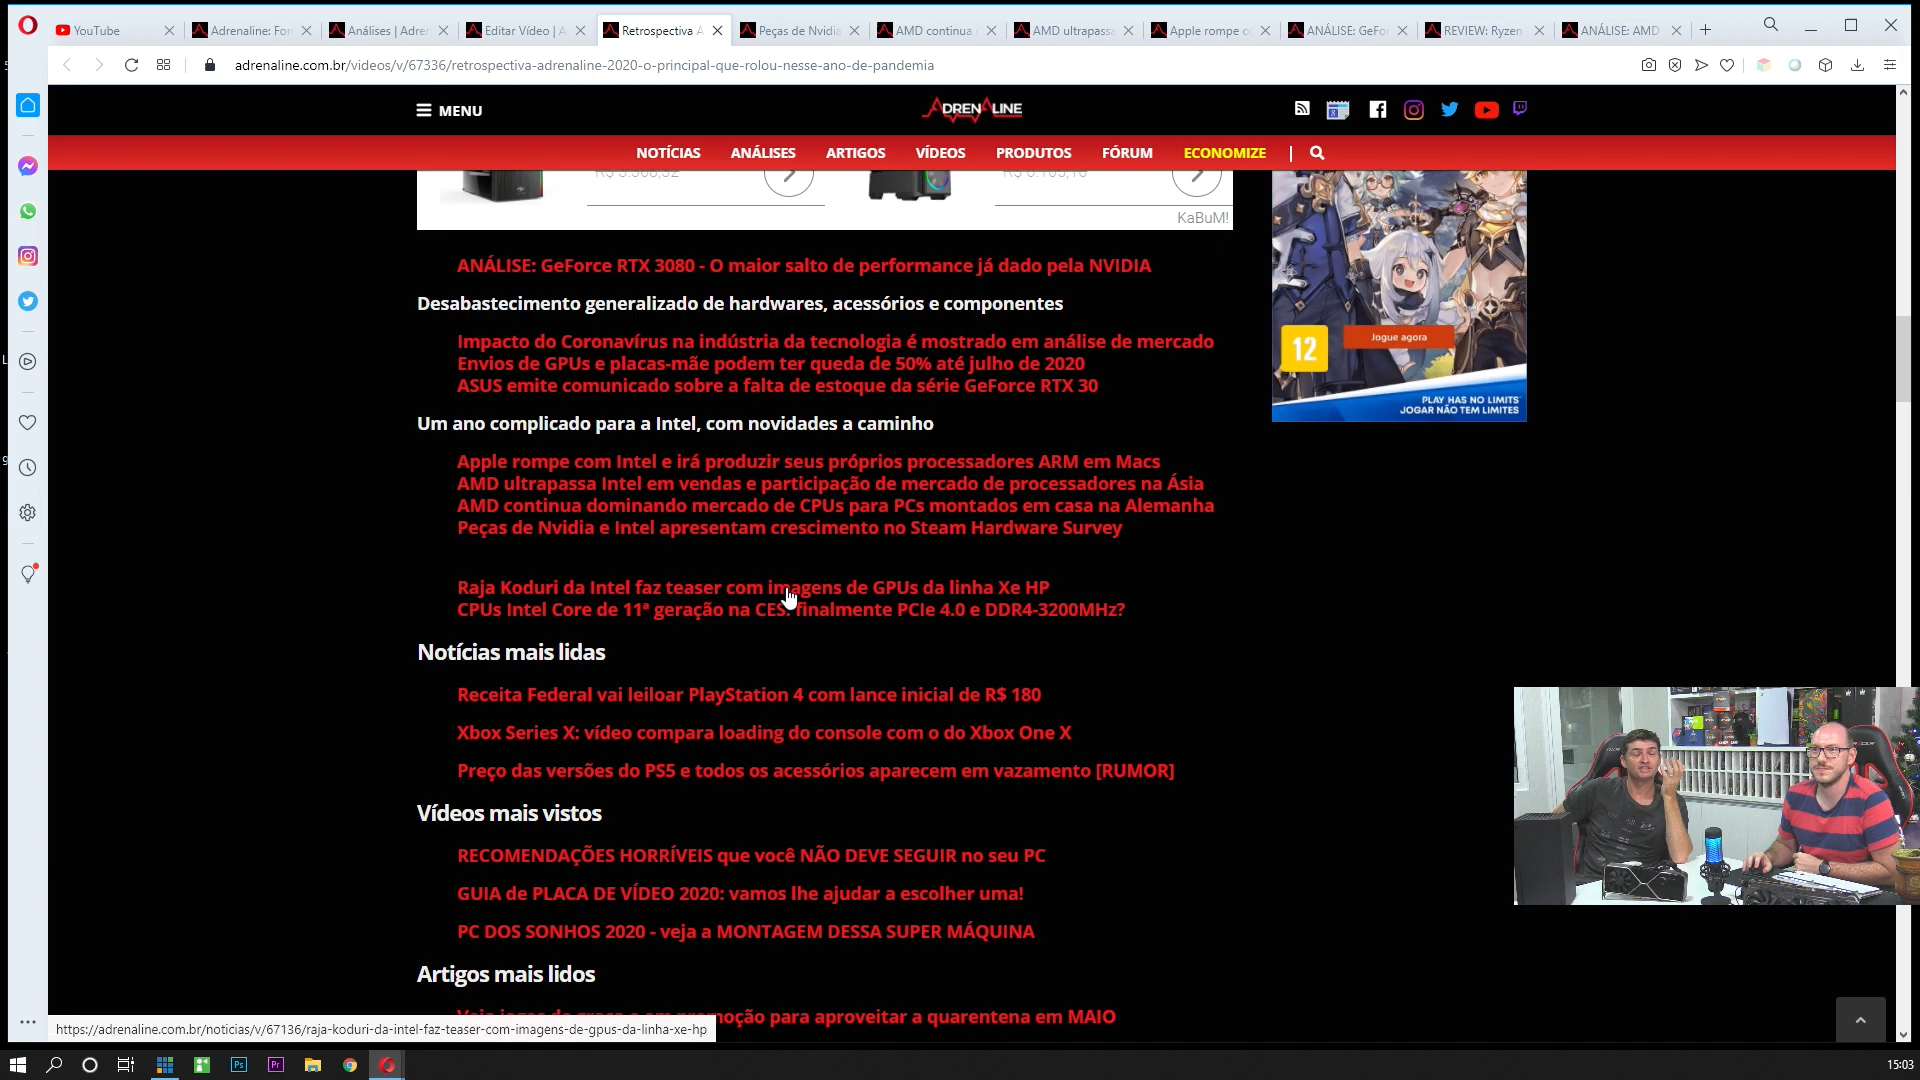 YouTube
Adrenaline: For
Análises | Adrer
Editar Vídeo | A
Retrospectiva A
Peças de Nvidia
AMD continua
AMD ultrapassa
Apple rompe co
ANÁLISE: GeFor
REVIEW: Ryzen
ANÁLISE: AMD
adrenaline.com.br/videos/v/67336/retrospectiva-adrenaline-2020-o-principal-que-rolou-nesse-ano-de-pandemia
MENU
ADRENALINE
NOTÍCIAS
ANÁLISES
ARTIGOS
VÍDEOS
PRODUTOS
FÓRUM
ECONOMIZE
KaBuM!
ANÁLISE: GeForce RTX 3080 - O maior salto de performance já dado pela NVIDIA
Desabastecimento generalizado de hardwares, acessórios e componentes
Impacto do Coronavírus na indústria da tecnologia é mostrado em análise de mercado
Envios de GPUs e placas-mãe podem ter queda de 50% até julho de 2020
ASUS emite comunicado sobre a falta de estoque da série GeForce RTX 30
12
Jogue agora
PLAY HAS NO LIMITS
JOGAR NÃO TEM LIMITES
Um ano complicado para a Intel, com novidades a caminho
Apple rompe com Intel e irá produzir seus próprios processadores ARM em Macs
AMD ultrapassa Intel em vendas e participação de mercado de processadores na Ásia
AMD continua dominando mercado de CPUs para PCs montados em casa na Alemanha
Peças de Nvidia e Intel apresentam crescimento no Steam Hardware Survey
Raja Koduri da Intel faz teaser com imagens de GPUs da linha Xe HP
CPUs Intel Core de 11ª geração na CES: finalmente PCIe 4.0 e DDR4-3200MHz?
Notícias mais lidas
Receita Federal vai leiloar PlayStation 4 com lance inicial de R$ 180
Xbox Series X: vídeo compara loading do console com o do Xbox One X
Preço das versões do PS5 e todos os acessórios aparecem em vazamento [RUMOR]
Vídeos mais vistos
RECOMENDAÇÕES HORRÍVEIS que você NÃO DEVE SEGUIR no seu PC
GUIA de PLACA DE VÍDEO 2020: vamos lhe ajudar a escolher uma!
PC DOS SONHOS 2020 - veja a MONTAGEM DESSA SUPER MÁQUINA
Artigos mais lidos
para aproveitar a quarentena em MAIO
https://adrenaline.com.br/noticias/v/67136/raja-koduri-da-intel-faz-teaser-com-imagens-de-gpus-da-linha-xe-hp
Ps
Pr
15:03